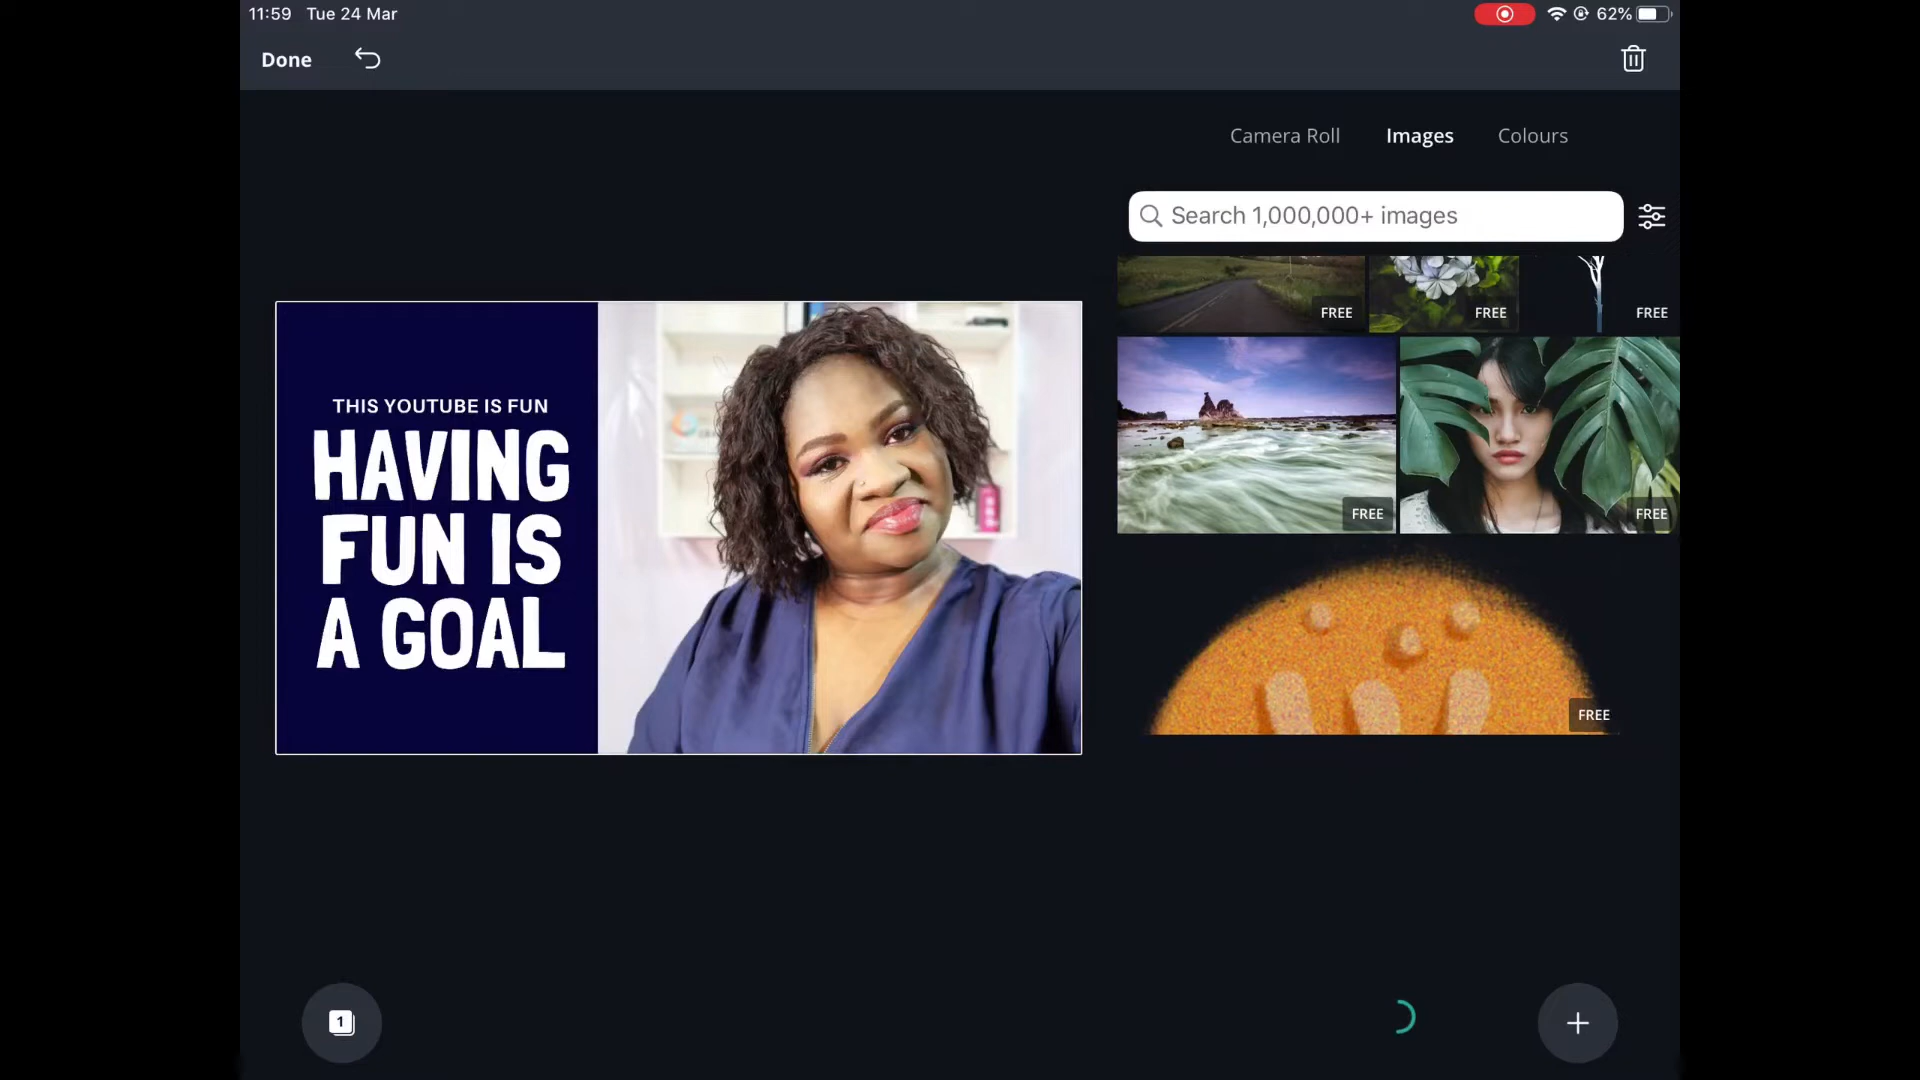 11:59 Tue 24 Mar
62%
Done
Camera Roll Images Colours
Search 1,000,000+ images
FREE FREE FREE
THIS YOUTUBE IS FUN
HAVING
FUN IS
A GOAL
FREE FREE
FREE
1